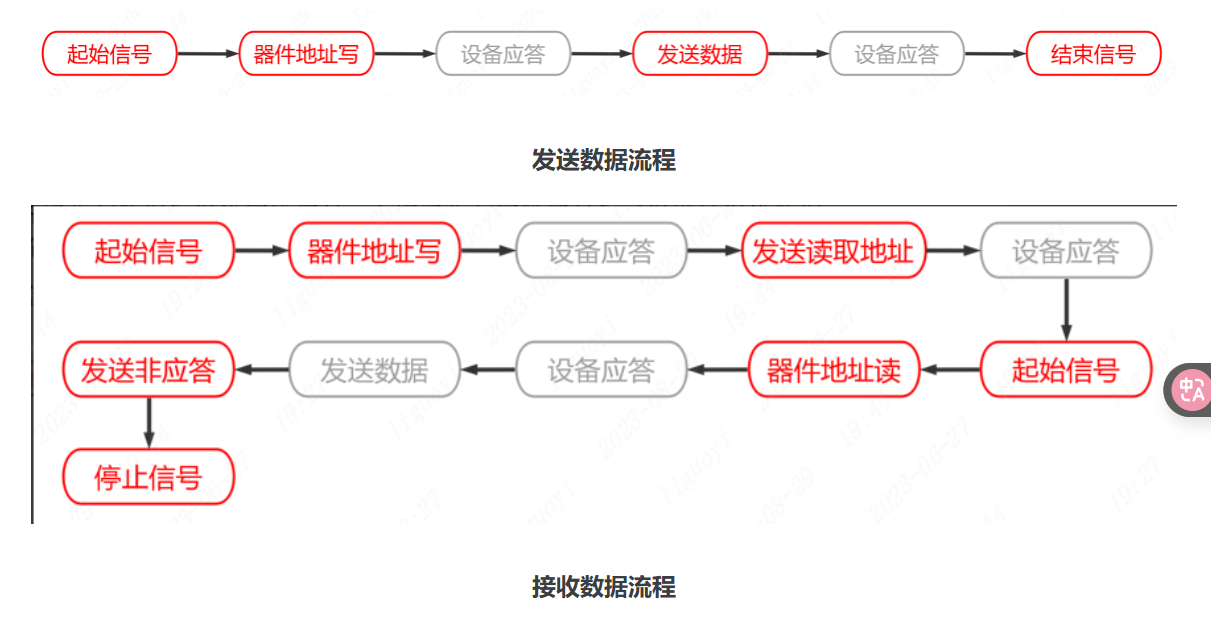 起始信号 器件地址写 设备应答 发送数据 设备应答 结束信号
发送数据流程
起始信号 器件地址写 设备应答 发送读取地址 设备应答
发送非应答 发送数据 设备应答 器件地址读 起始信号
中
A
停止信号
接收数据流程